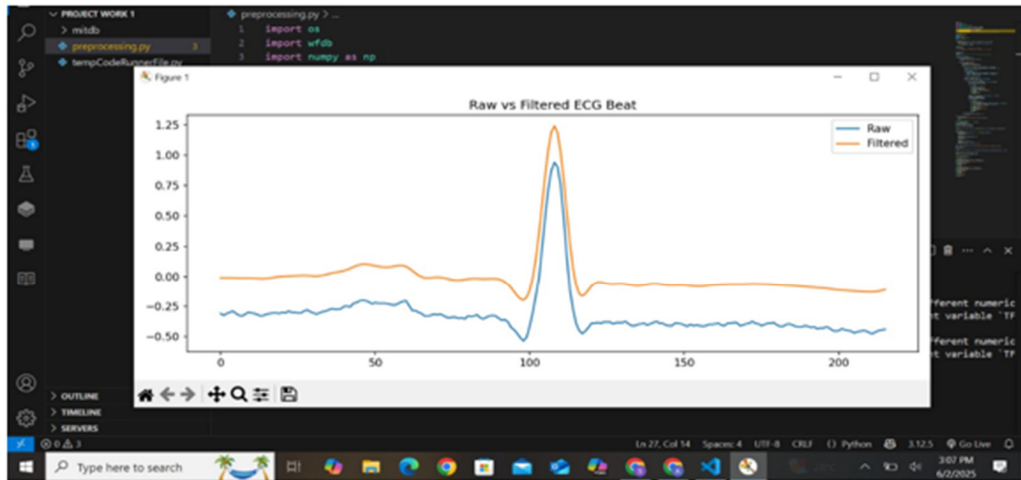 PROJECT WORK 1
mitdb
preprocessing.py 3
tempCodeRunnerFile.py
preprocessing.py > ...
1 import os
2 import wfdb
3 import numpy as np
Figure 1
Raw vs Filtered ECG Beat
Raw
Filtered
1.25
1.00
0.75
0.50
0.25
0.00
−0.25
−0.50
0 50 100 150 200
fferent numeric
t variable `TF
fferent numeric
t variable `TF
OUTLINE
TIMELINE
SERVERS
0 3
Ln 27, Col 14 Spaces: 4 UTF-8 CRLF {} Python 3.12.5 Go Live
Type here to search
3:07 PM
6/2/2025